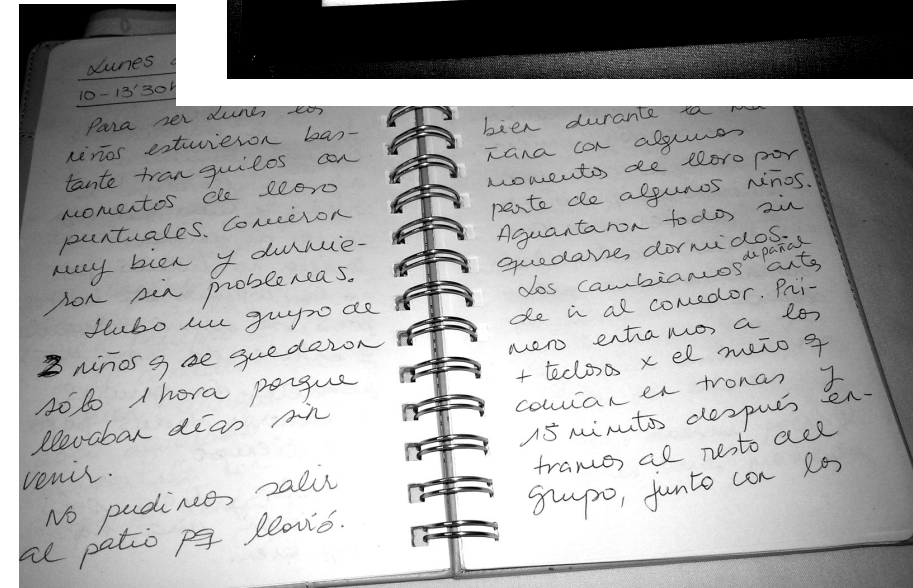 Lunes
10-13'30h
Para ser Lunes los
niños estuvieron bas-
tante tranquilos con
momentos de lloro
puntuales. Comieron
muy bien y durmie-
ron sin problemas.
Hubo un grupo de
3 niños q se quedaron
sólo 1 hora porque
llevaban días sin
venir.
No pudimos salir
al patio pq llovió.
bien durante la ma
ñana con algunos
momentos de lloro por
parte de algunos niños.
Aguantaron todos sin
quedarse dormidos.
Los cambiamos de pañal antes
de ir al comedor. Pri-
mero entramos a los
+ teclosos x el sueño q
comían en tronas y
15 minutos después en-
tramos al resto del
grupo, junto con los